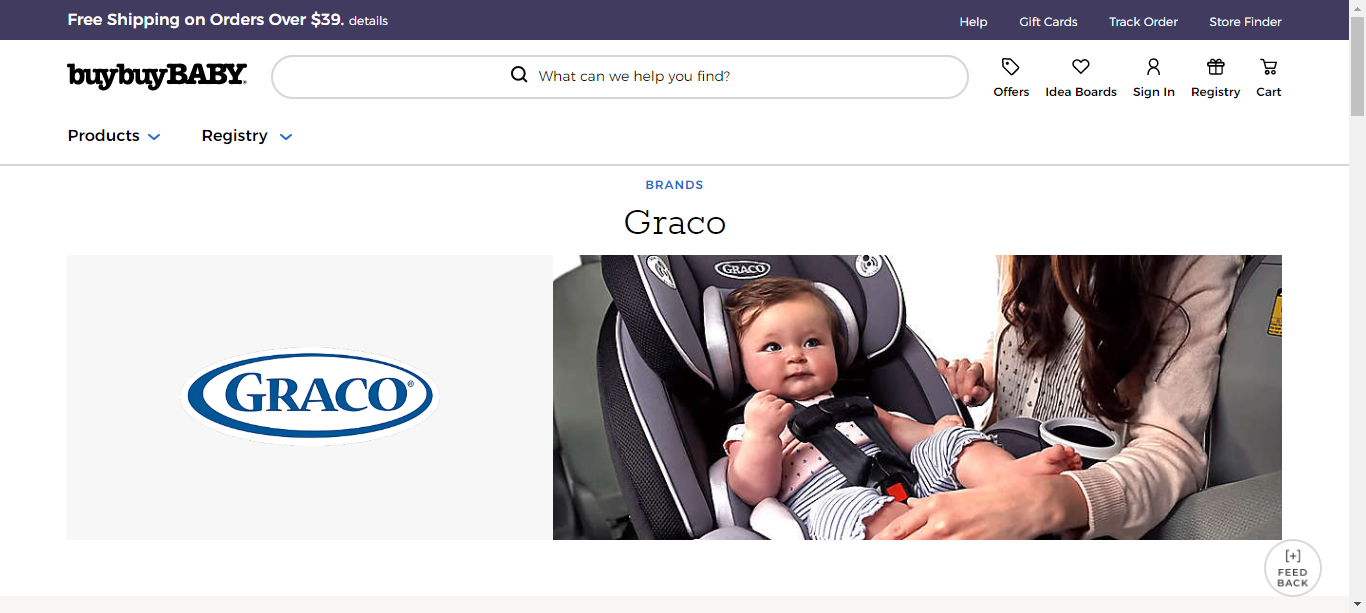 Free Shipping on Orders Over $39. details
Help Gift Cards Track Order Store Finder
buybuyBABY
What can we help you find?
Offers Idea Boards Sign In Registry Cart
Products Registry
BRANDS
Graco
GRACO®
GRACO
[+]
FEED
BACK